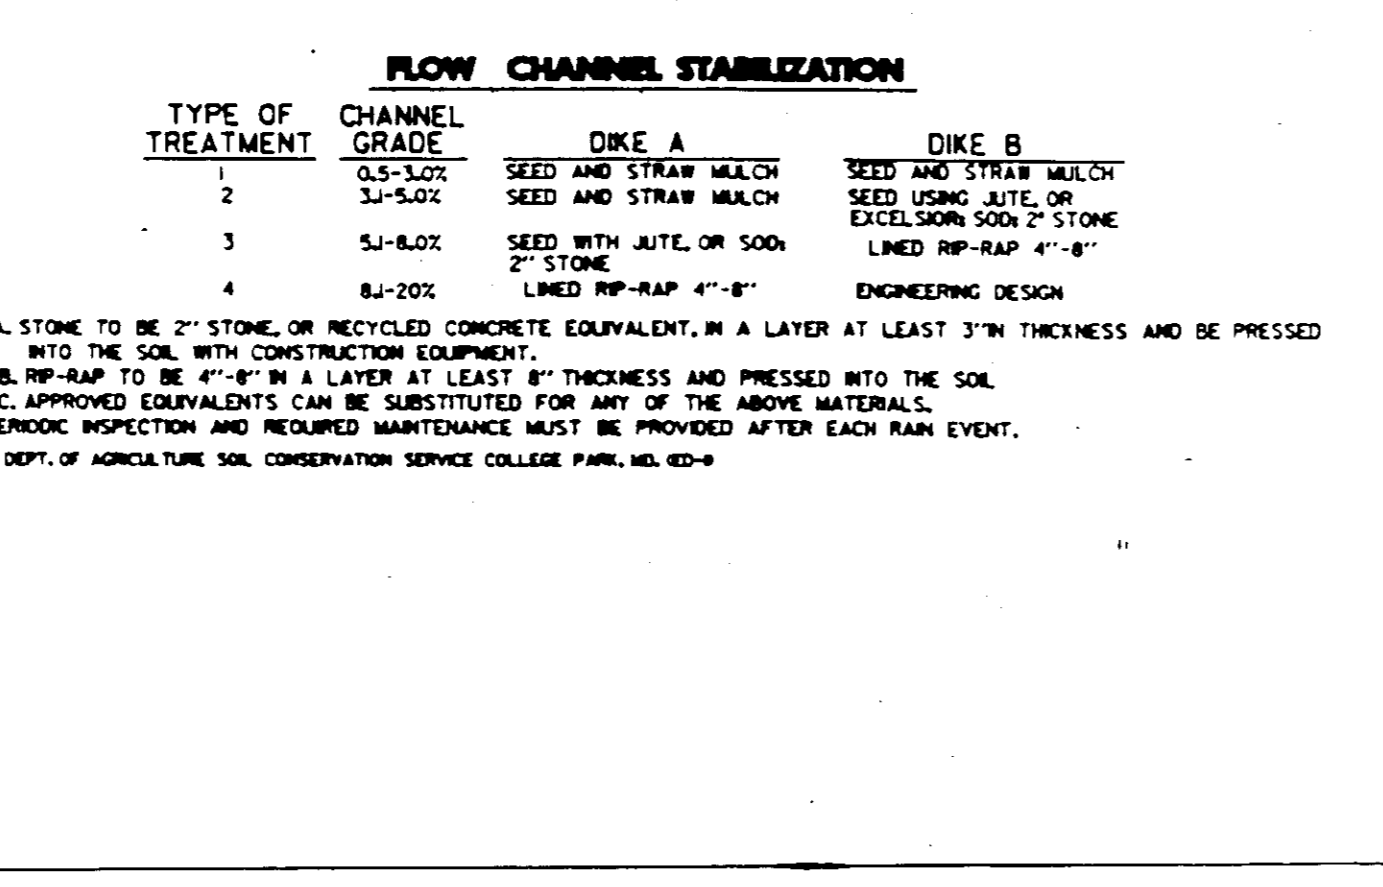 FLOW CHANNEL STABILIZATION
TYPE OF TREATMENT CHANNEL GRADE DIKE A DIKE B
1 0.5-3.0% SEED AND STRAW MULCH SEED AND STRAW MULCH
2 3.1-5.0% SEED AND STRAW MULCH SEED USING JUTE, OR
EXCELSIOR; SOD; 2" STONE
3 5.1-8.0% SEED WITH JUTE, OR SOD; LINED RIP-RAP 4"-8"
2" STONE
4 8.1-20% LINED RIP-RAP 4"-8" ENGINEERING DESIGN
. STONE TO BE 2" STONE, OR RECYCLED CONCRETE EQUIVALENT, IN A LAYER AT LEAST 3"IN THICKNESS AND BE PRESSED
INTO THE SOIL WITH CONSTRUCTION EQUIPMENT.
B. RIP-RAP TO BE 4"-8" IN A LAYER AT LEAST 8" THICKNESS AND PRESSED INTO THE SOIL
C. APPROVED EQUIVALENTS CAN BE SUBSTITUTED FOR ANY OF THE ABOVE MATERIALS.
ERIODIC INSPECTION AND REQUIRED MAINTENANCE MUST BE PROVIDED AFTER EACH RAIN EVENT.
DEPT. OF AGRICULTURE SOIL CONSERVATION SERVICE COLLEGE PARK, MD.